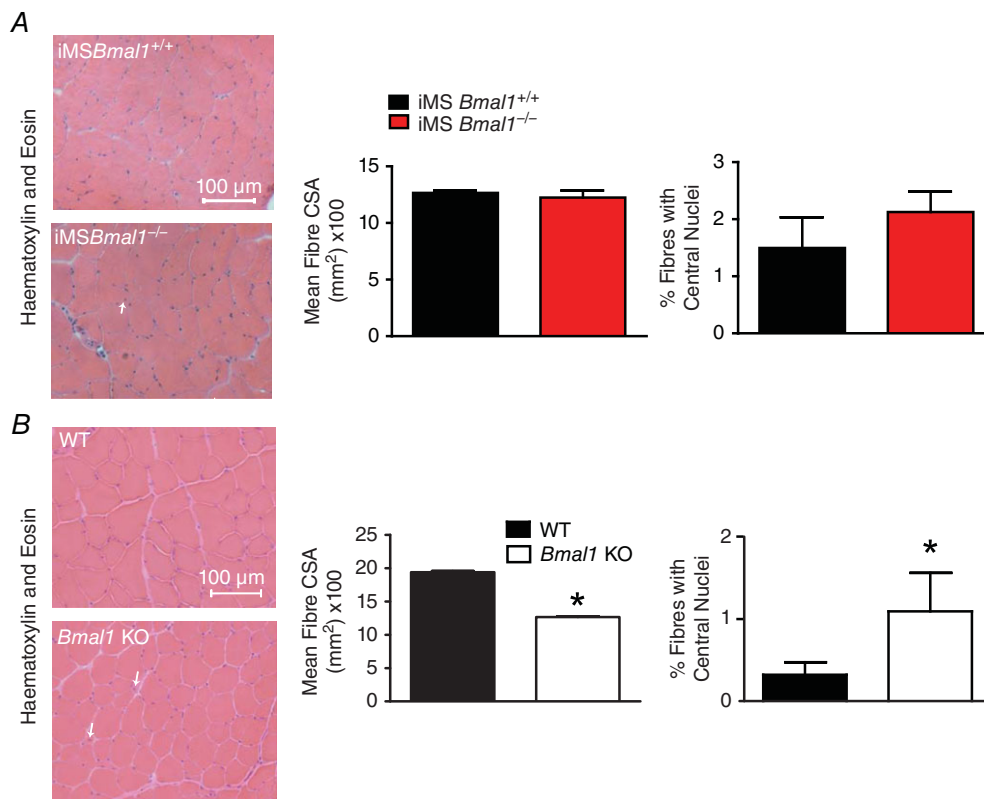 A
Haematoxylin and Eosin
iMSBmal1+/+
100 μm
iMSBmal1–/–
iMS Bmal1+/+
iMS Bmal1–/–
Mean Fibre CSA
(mm²) x100
15
10
5
0
% Fibres with
Central Nuclei
3
2
1
0
B
Haematoxylin and Eosin
WT
100 μm
Bmal1 KO
WT
Bmal1 KO
Mean Fibre CSA
(mm²) x100
25
20
15
10
5
0
*
% Fibres with
Central Nuclei
2
1
0
*